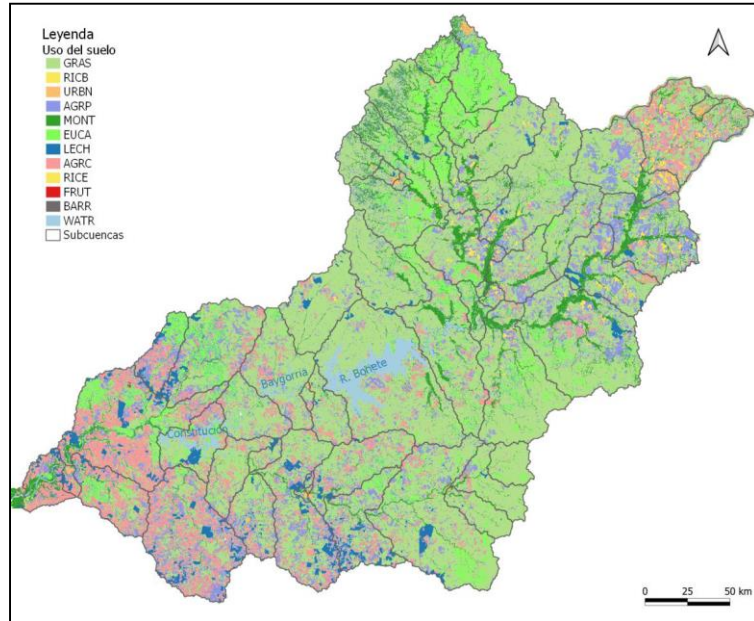 Leyenda
Uso del suelo
GRAS
RICB
URBN
AGRP
MONT
EUCA
LECH
AGRC
RICE
FRUT
BARR
WATR
Subcuencas
Baygorria
R. Bonete
Constitución
0 25 50 km